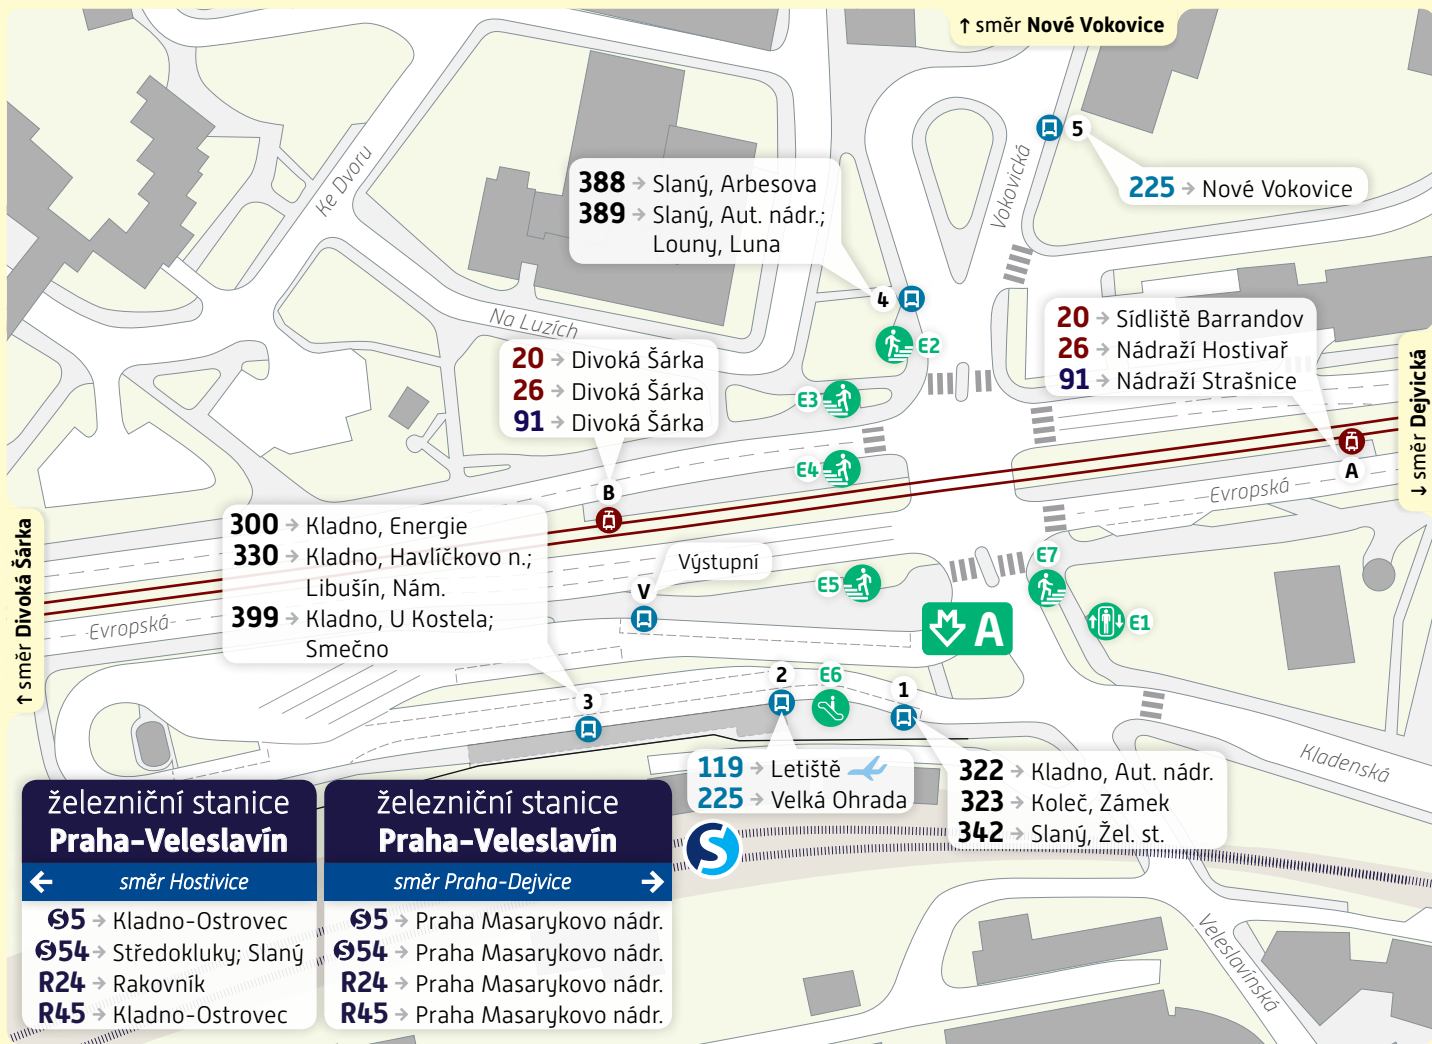 ↑ směr Nové Vokovice
Ke Dvoru
Vokovická
5
225 → Nové Vokovice
388 → Slaný, Arbesova
389 → Slaný, Aut. nádr.;
Louny, Luna
4
E2
Na Luzích
20 → Divoká Šárka
26 → Divoká Šárka
91 → Divoká Šárka
20 → Sídliště Barrandov
26 → Nádraží Hostivař
91 → Nádraží Strašnice
↓ směr Dejvická
E3
E4
A
Evropská
B
300 → Kladno, Energie
330 → Kladno, Havlíčkovo n.;
Libušín, Nám.
399 → Kladno, U Kostela;
Smečno
↑ směr Divoká Šárka
Evropská
Výstupní
V
E5
E7
E1
A
3
2
E6
1
119 → Letiště
225 → Velká Ohrada
322 → Kladno, Aut. nádr.
323 → Koleč, Zámek
342 → Slaný, Žel. st.
Kladenská
Veleslavínská
S
železniční stanice
Praha-Veleslavín
← směr Hostivice
S5 → Kladno-Ostrovec
S54 → Středokluky; Slaný
R24 → Rakovník
R45 → Kladno-Ostrovec
železniční stanice
Praha-Veleslavín
směr Praha-Dejvice →
S5 → Praha Masarykovo nádr.
S54 → Praha Masarykovo nádr.
R24 → Praha Masarykovo nádr.
R45 → Praha Masarykovo nádr.